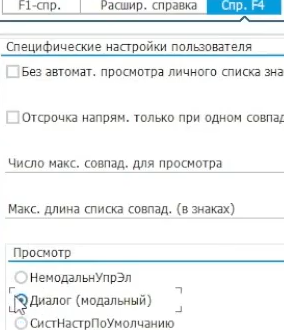 F1-спр. Расшир. справка Спр. F4
Специфические настройки пользователя
Без автомат. просмотра личного списка зна
Отсрочка напрям. только при одном совпад
Число макс. совпад. для просмотра
Макс. длина списка совпад. (в знаках)
Просмотр
НемодальнУпрЭл
Диалог (модальный)
СистНастрПоУмолчанию